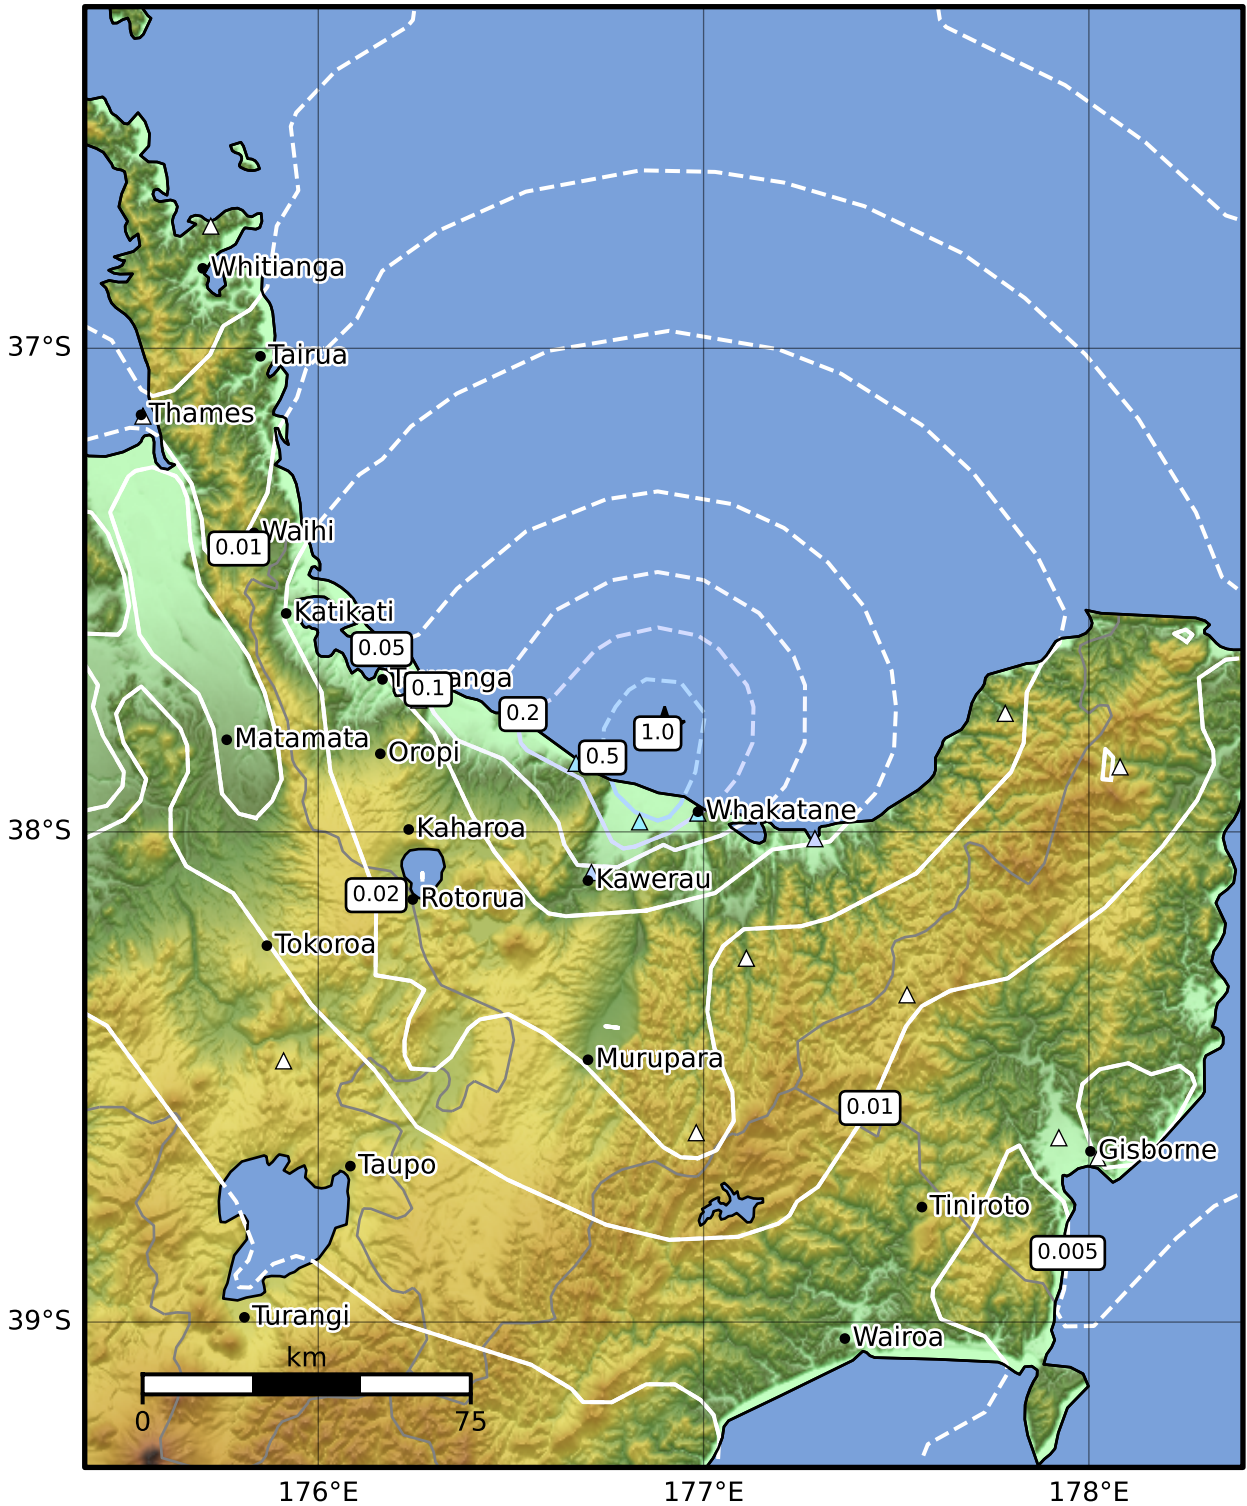 Whitianga
37°S
Tairua
Thames
Waihi
0.01
Katikati
0.05
Tauranga
0.1
0.2
1.0
Matamata
Oropi
0.5
Whakatane
38°S
Kaharoa
Kawerau
0.02
Rotorua
Tokoroa
Murupara
0.01
Gisborne
Taupo
Tiniroto
0.005
39°S
Turangi
Wairoa
km
0
75
176°E
177°E
178°E